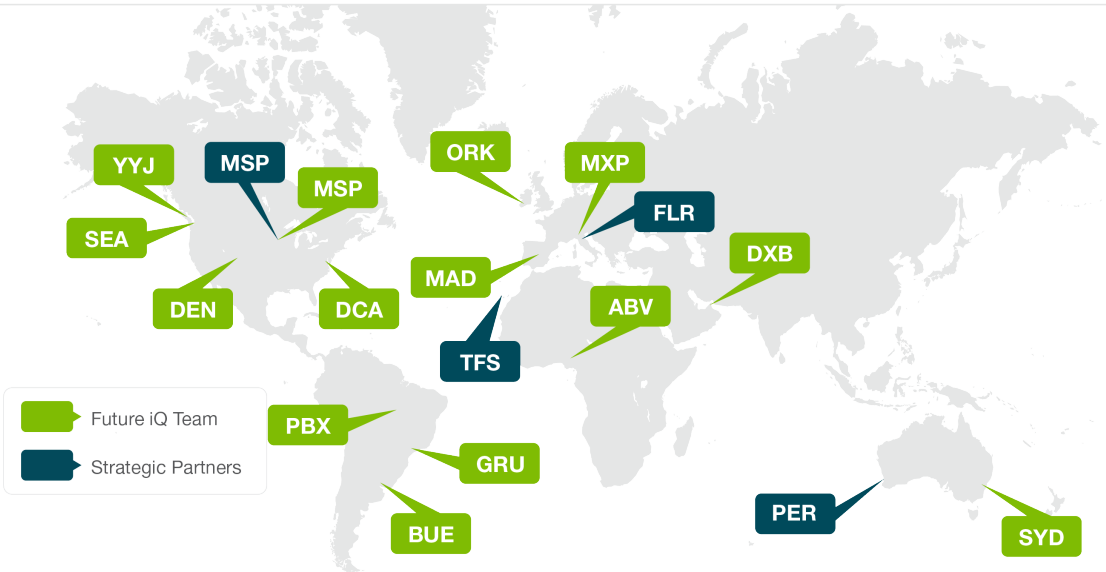 ORK
YYJ
MSP
MXP
MSP
FLR
SEA
DXB
MAD
DEN
DCA
ABV
TFS
Future iQ Team
PBX
Strategic Partners
GRU
PER
BUE
SYD